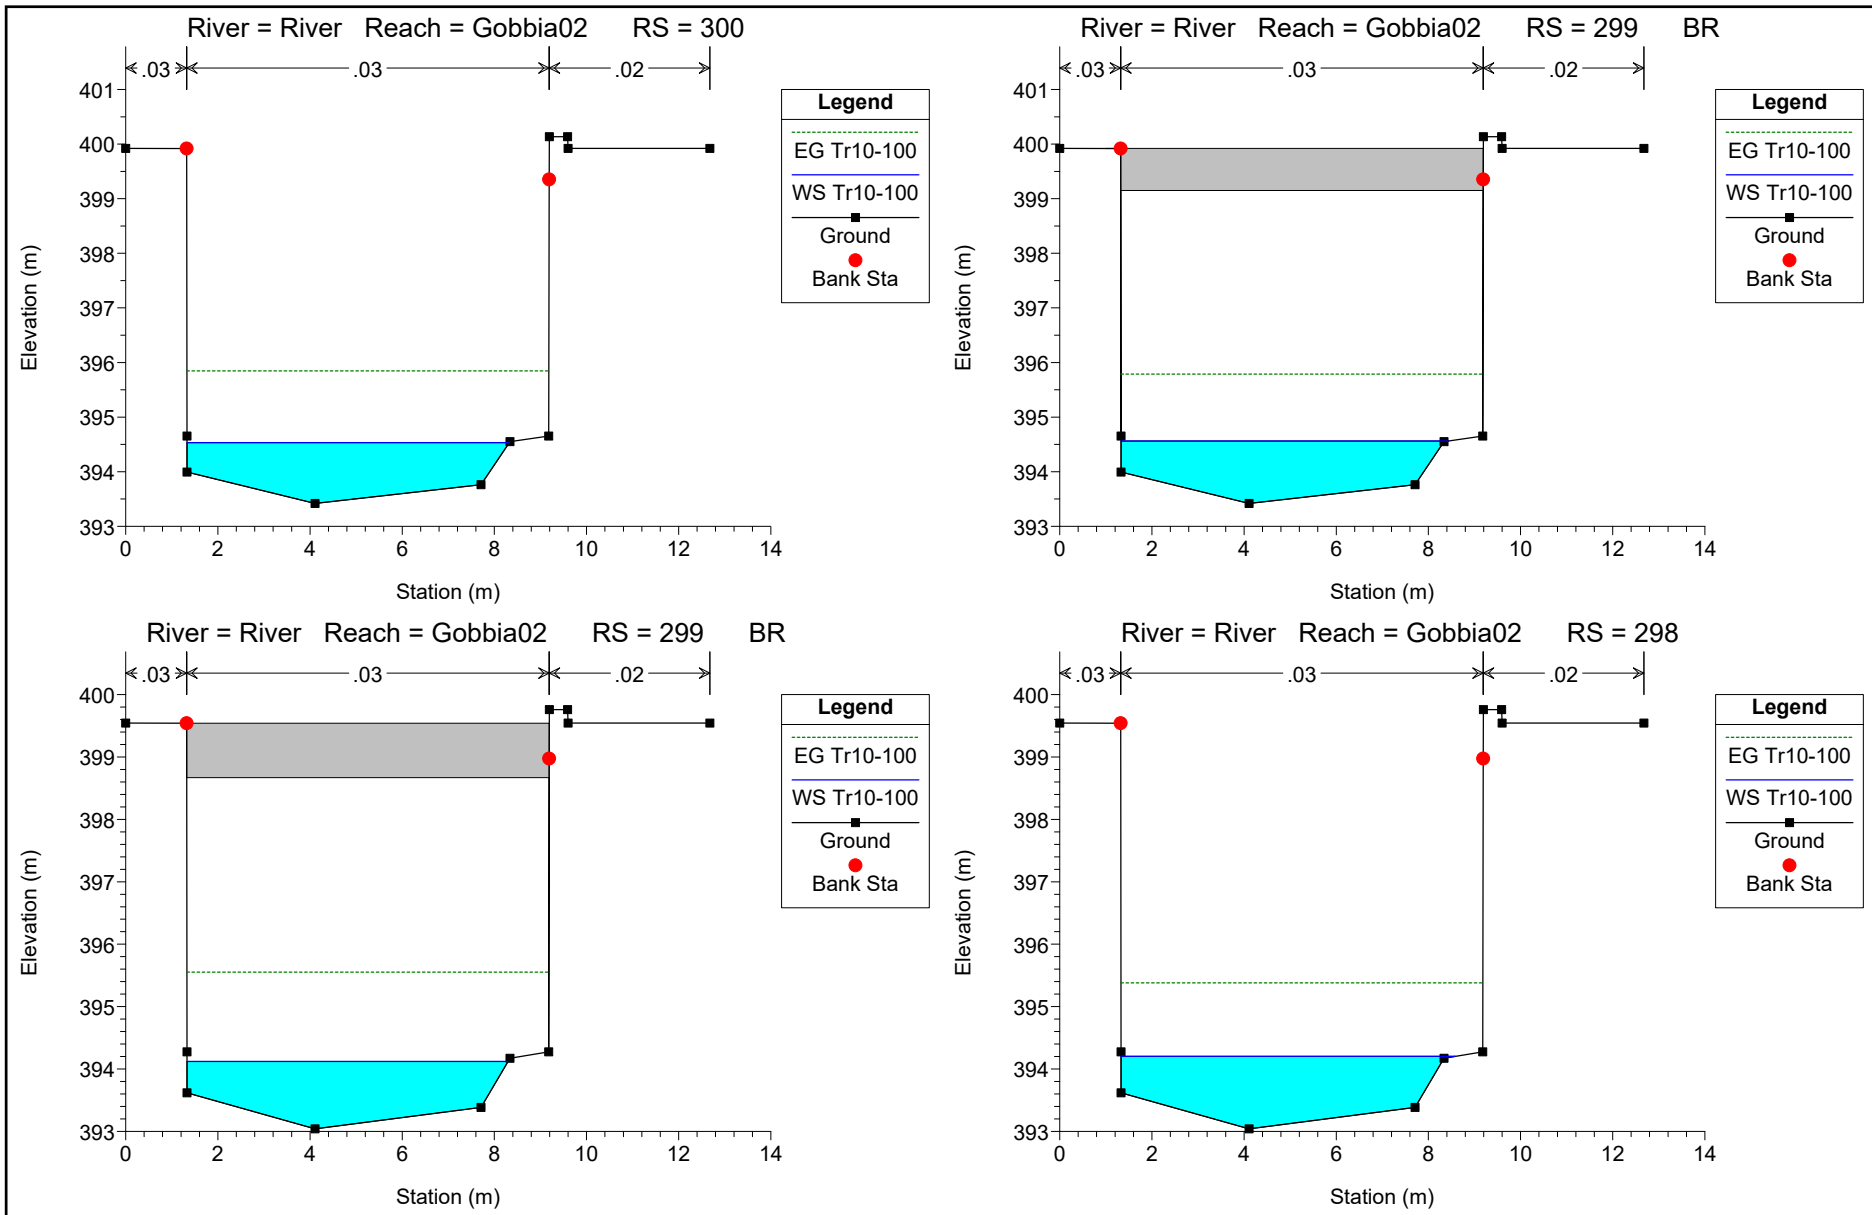 River = River Reach = Gobbia02 RS = 300
.03 .03 .02
401
400
399
398
397
396
395
394
393
0 2 4 6 8 10 12 14
Elevation (m)
Station (m)
Legend
EG Tr10-100
WS Tr10-100
Ground
Bank Sta
River = River Reach = Gobbia02 RS = 299 BR
.03 .03 .02
401
400
399
398
397
396
395
394
393
0 2 4 6 8 10 12 14
Elevation (m)
Station (m)
Legend
EG Tr10-100
WS Tr10-100
Ground
Bank Sta
River = River Reach = Gobbia02 RS = 299 BR
.03 .03 .02
400
399
398
397
396
395
394
393
0 2 4 6 8 10 12 14
Elevation (m)
Station (m)
Legend
EG Tr10-100
WS Tr10-100
Ground
Bank Sta
River = River Reach = Gobbia02 RS = 298
.03 .03 .02
400
399
398
397
396
395
394
393
0 2 4 6 8 10 12 14
Elevation (m)
Station (m)
Legend
EG Tr10-100
WS Tr10-100
Ground
Bank Sta